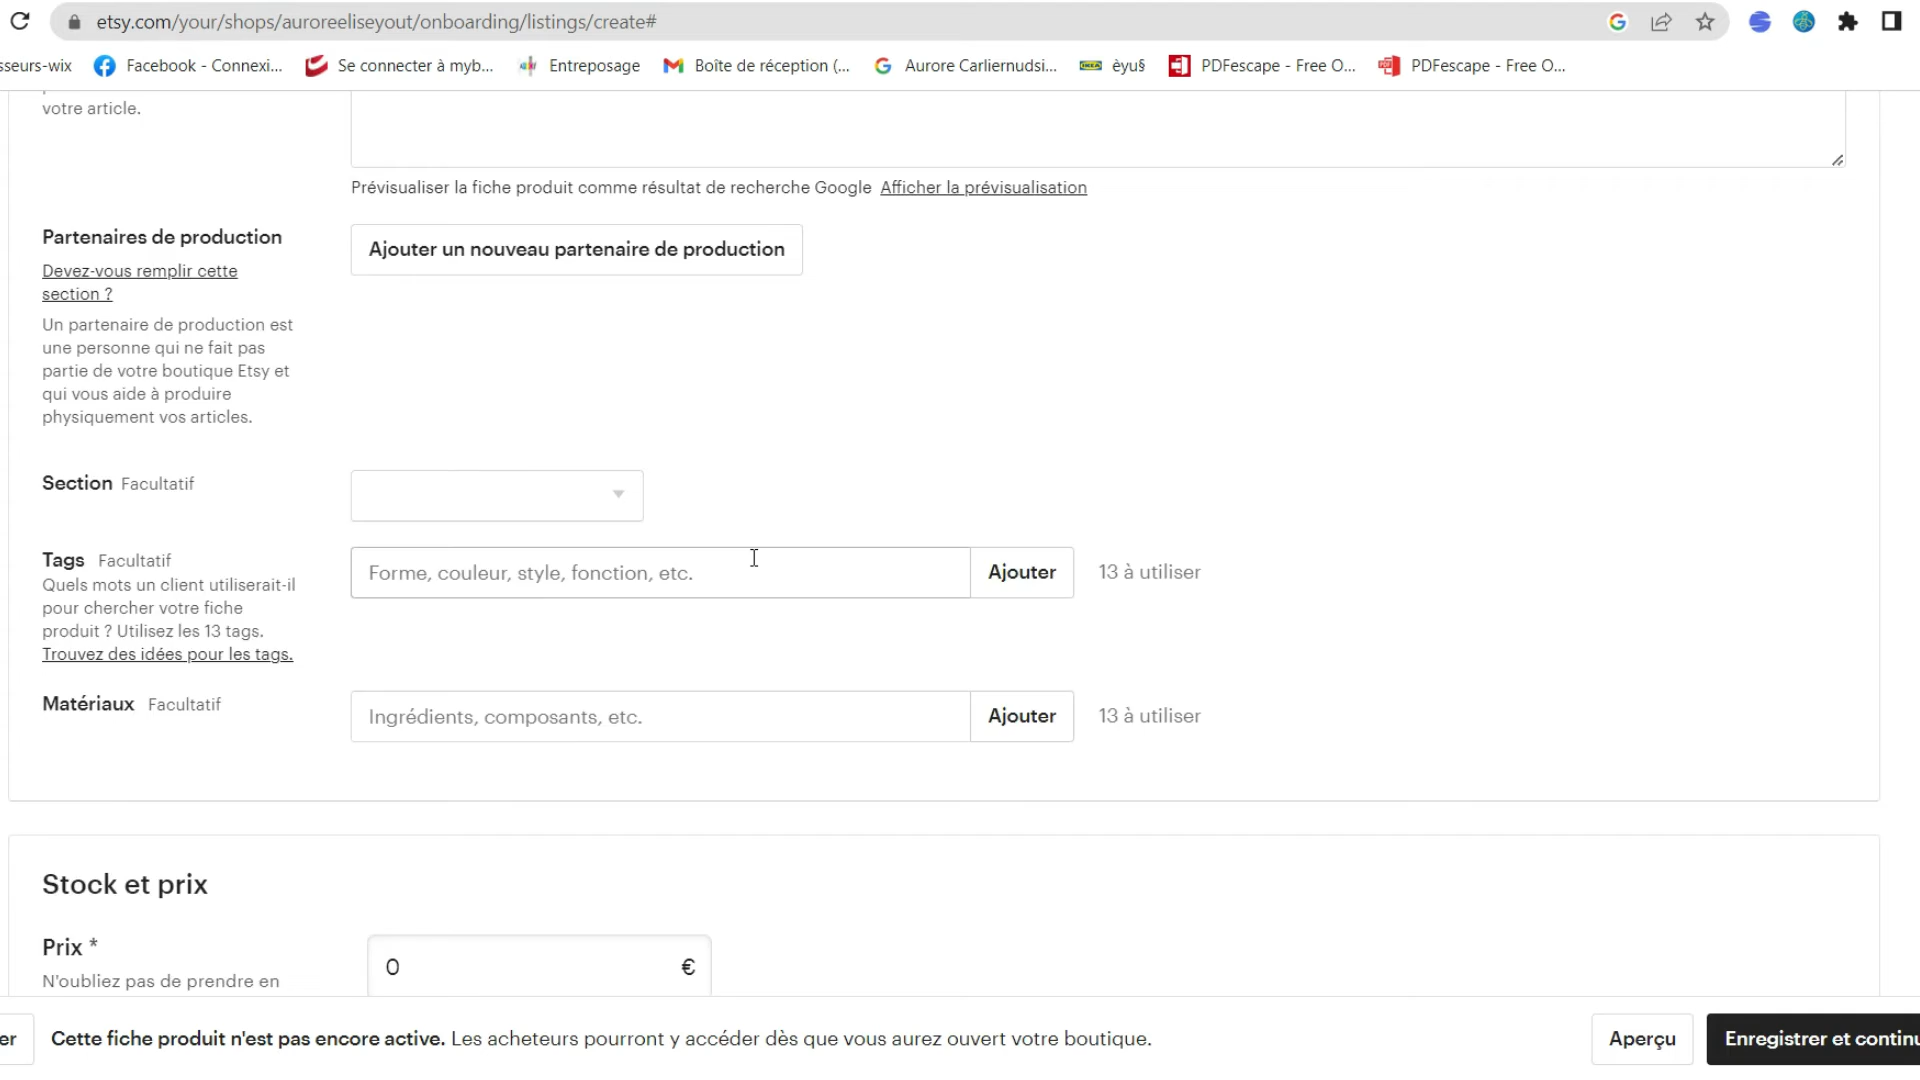 etsy.com/your/shops/auroreeliseyout/onboarding/listings/create#
sseurs-wix Facebook - Connexi... Se connecter à myb... Entreposage Boîte de réception (... Aurore Carliernudsi... èyu§ PDFescape - Free O... PDFescape - Free O...
votre article.
Prévisualiser la fiche produit comme résultat de recherche Google Afficher la prévisualisation
Partenaires de production
Ajouter un nouveau partenaire de production
Devez-vous remplir cette
section ?
Un partenaire de production est
une personne qui ne fait pas
partie de votre boutique Etsy et
qui vous aide à produire
physquement vos articles.
Section Facultatif
Tags Facultatif
Forme, couleur, style, fonction, etc. Ajouter 13 à utiliser
Quels mots un client utiliserait-il
pour chercher votre fiche
produit ? Utilisez les 13 tags.
Trouvez des idées pour les tags.
Matériaux Facultatif
Ingrédients, composants, etc. Ajouter 13 à utiliser
Stock et prix
Prix *
0 €
N'oubliez pas de prendre en
er Cette fiche produit n'est pas encore active. Les acheteurs pourront y accéder dès que vous aurez ouvert votre boutique. Aperçu Enregistrer et continu